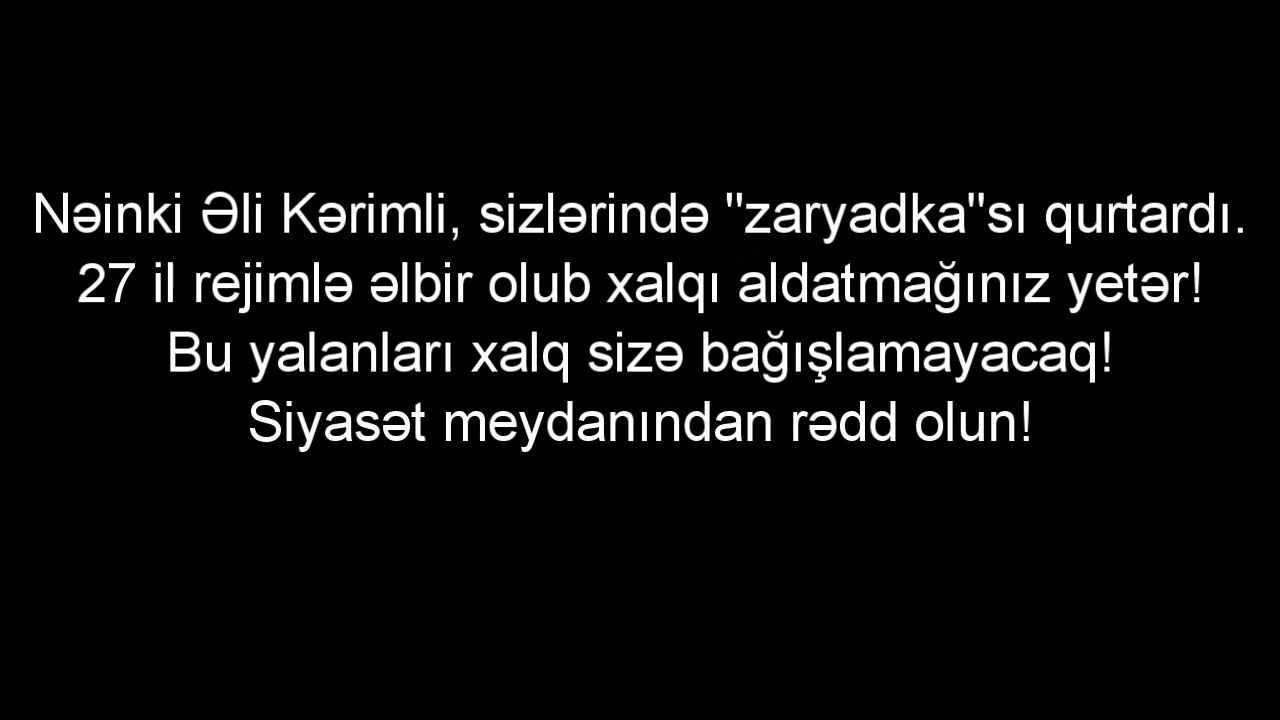 Nəinki Əli Kərimli, sizlərində "zaryadka"sı qurtardı.
27 il rejimlə əlbir olub xalqı aldatmağınız yetər!
Bu yalanları xalq sizə bağışlamayacaq!
Siyasət meydanından rədd olun!